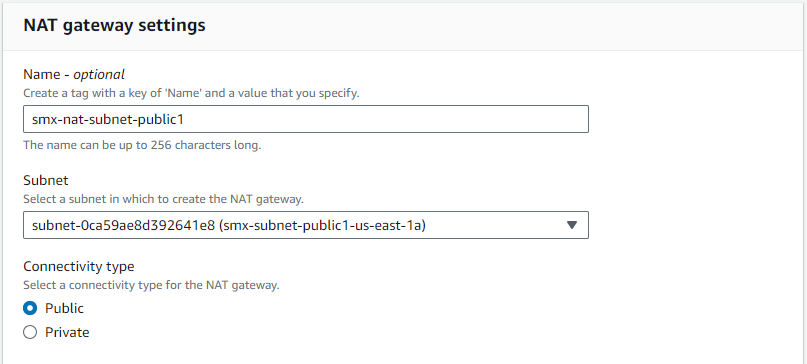 NAT gateway settings
Name - optional
Create a tag with a key of 'Name' and a value that you specify.
smx-nat-subnet-public1
The name can be up to 256 characters long.
Subnet
Select a subnet in which to create the NAT gateway.
subnet-0ca59ae8d392641e8 (smx-subnet-public1-us-east-1a)
Connectivity type
Select a connectivity type for the NAT gateway.
Public
Private